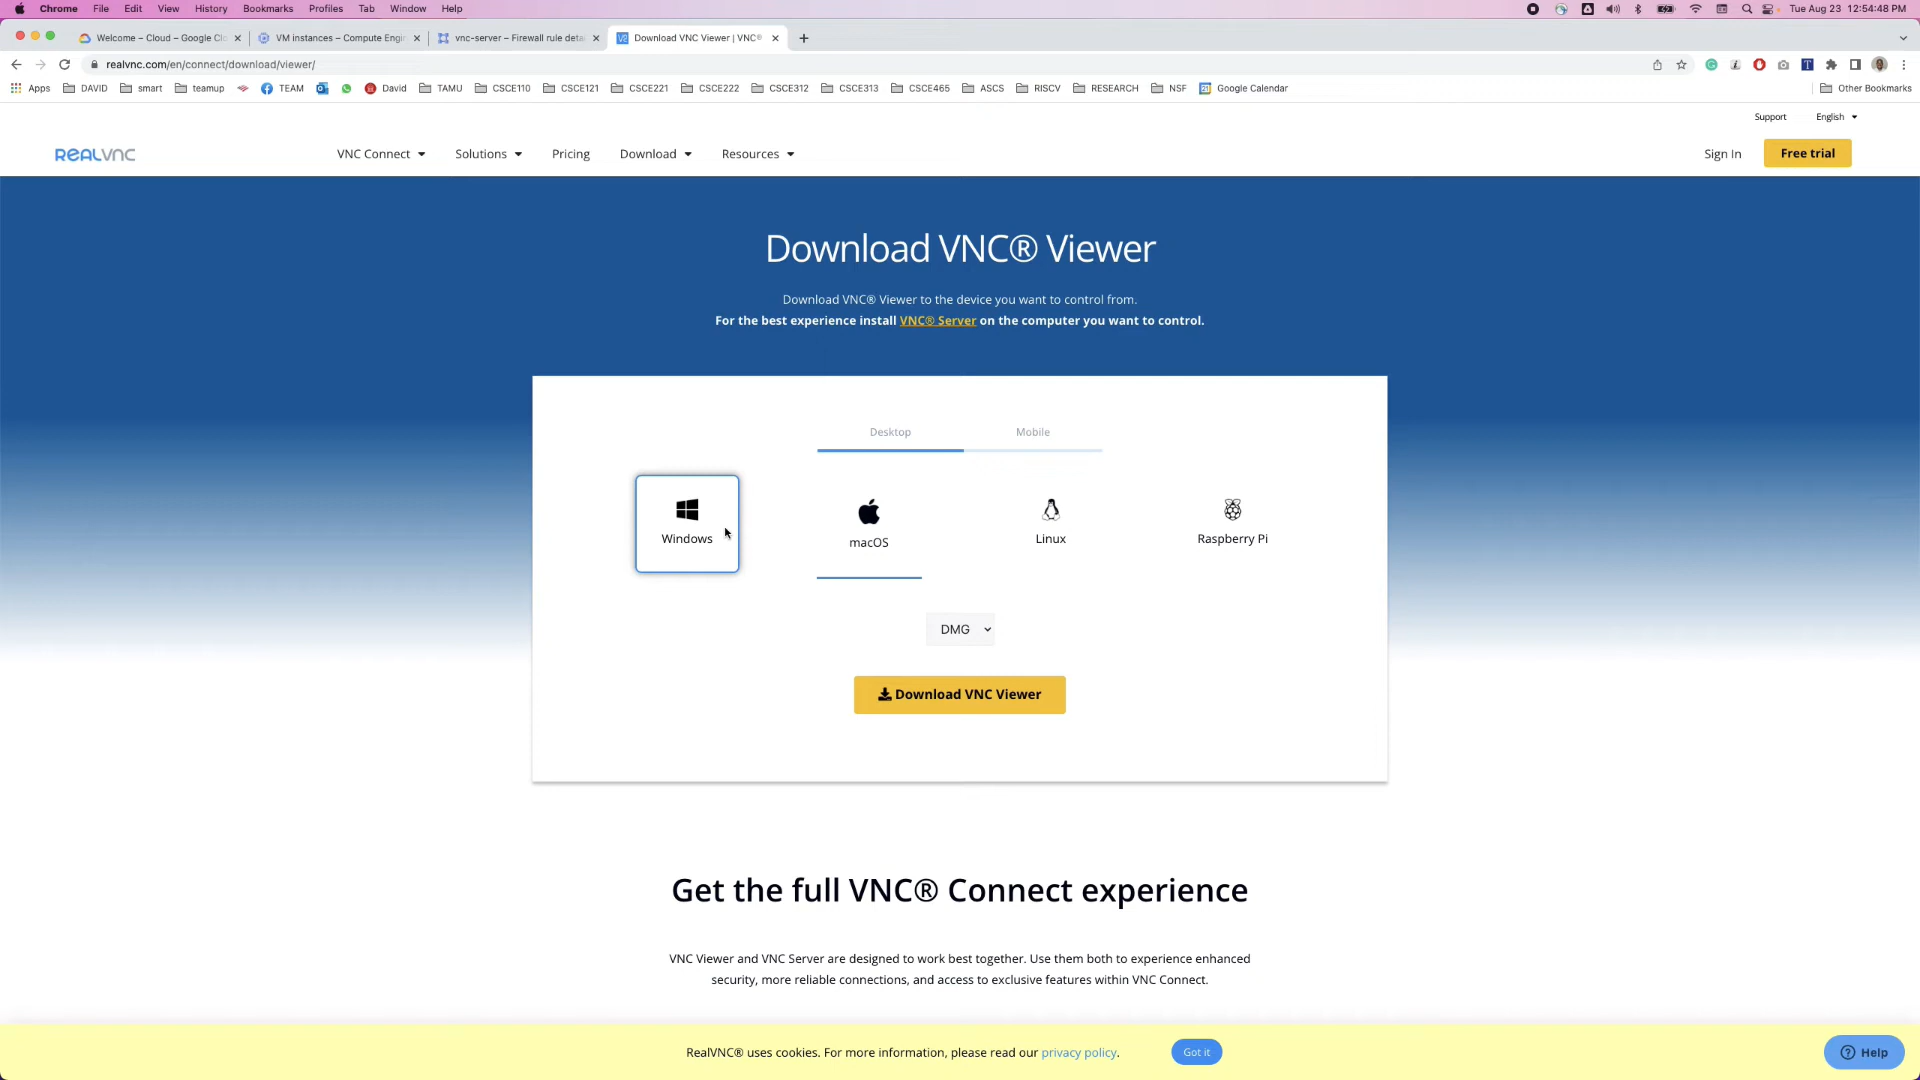 Chrome File Edit View History Bookmarks Profiles Tab Window Help
Tue Aug 23 12:54:48 PM
Welcome – Cloud – Google Cl
VM instances – Compute Engin
vnc-server – Firewall rule deta
Download VNC Viewer | VNC®
realvnc.com/en/connect/download/viewer/
Apps DAVID smart teamup TEAM David TAMU CSCE110 CSCE121 CSCE221 CSCE222 CSCE312 CSCE313 CSCE465 ASCS RISCV RESEARCH NSF Google Calendar Other Bookmarks
Support English
REALVNC VNC Connect Solutions Pricing Download Resources Sign In Free trial
Download VNC® Viewer
Download VNC® Viewer to the device you want to control from.
For the best experience install VNC® Server on the computer you want to control.
Desktop Mobile
Windows macOS Linux Raspberry Pi
DMG
Download VNC Viewer
Get the full VNC® Connect experience
VNC Viewer and VNC Server are designed to work best together. Use them both to experience enhanced
security, more reliable connections, and access to exclusive features within VNC Connect.
RealVNC® uses cookies. For more information, please read our privacy policy. Got it
Help